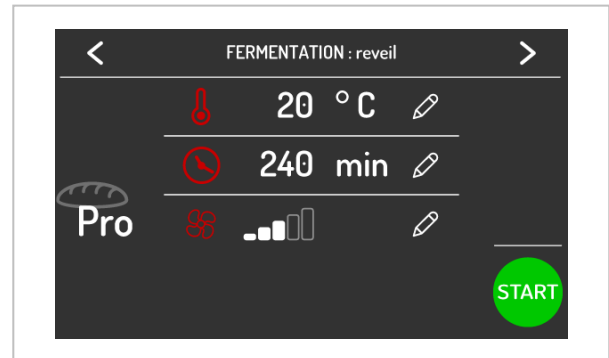 FERMENTATION : reveil
20 °C
240 min
Pro
START